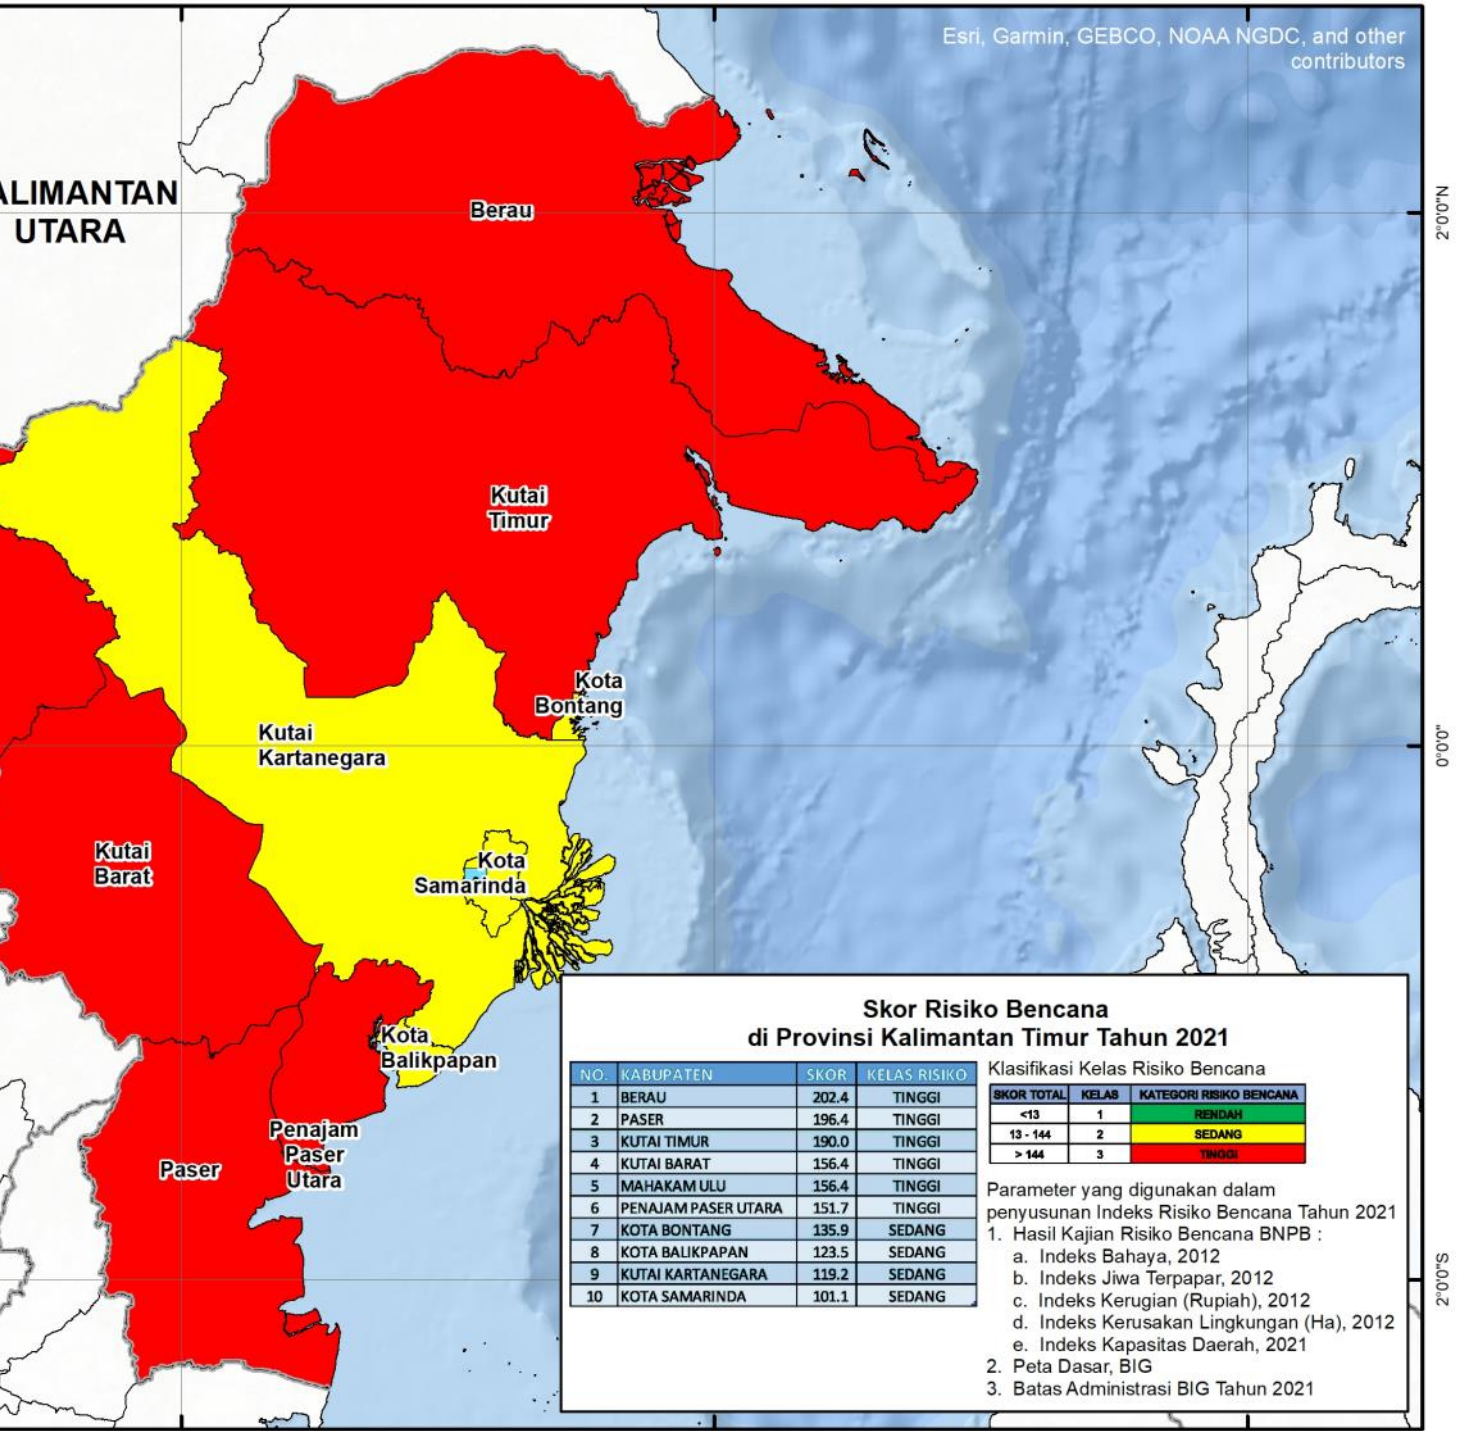 Esri, Garmin, GEBCO, NOAA NGDC, and other
contributors
ALIMANTAN
UTARA
Berau
2°0'0"N
Kutai
Timur
Kota
Bontang
Kutai
Kartanegara
0°0'0"
Kutai
Barat
Kota
Samarinda
Kota
Balikpapan
Penajam
Paser
Utara
Paser
2°0'0"S
Skor Risiko Bencana
di Provinsi Kalimantan Timur Tahun 2021
NO. KABUPATEN SKOR KELAS RISIKO
1 BERAU 202.4 TINGGI
2 PASER 196.4 TINGGI
3 KUTAI TIMUR 190.0 TINGGI
4 KUTAI BARAT 156.4 TINGGI
5 MAHAKAM ULU 156.4 TINGGI
6 PENAJAM PASER UTARA 151.7 TINGGI
7 KOTA BONTANG 135.9 SEDANG
8 KOTA BALIKPAPAN 123.5 SEDANG
9 KUTAI KARTANEGARA 119.2 SEDANG
10 KOTA SAMARINDA 101.1 SEDANG
Klasifikasi Kelas Risiko Bencana
SKOR TOTAL KELAS KATEGORI RISIKO BENCANA
<13 1 RENDAH
13 - 144 2 SEDANG
> 144 3 TINGGI
Parameter yang digunakan dalam
penyusunan Indeks Risiko Bencana Tahun 2021
1. Hasil Kajian Risiko Bencana BNPB :
a. Indeks Bahaya, 2012
b. Indeks Jiwa Terpapar, 2012
c. Indeks Kerugian (Rupiah), 2012
d. Indeks Kerusakan Lingkungan (Ha), 2012
e. Indeks Kapasitas Daerah, 2021
2. Peta Dasar, BIG
3. Batas Administrasi BIG Tahun 2021